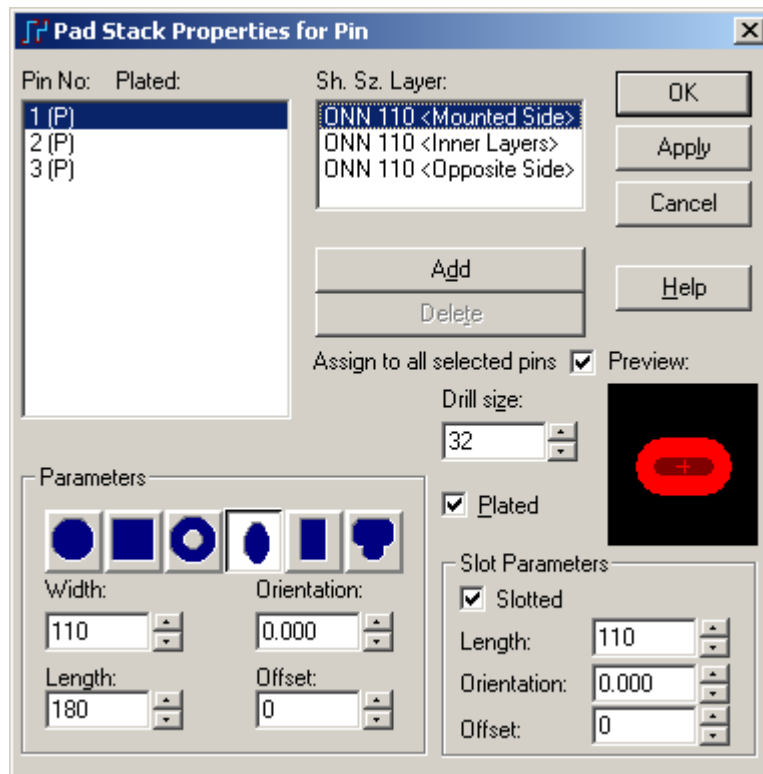 Pad Stack Properties for Pin
Pin No: Plated:
1 (P)
2 (P)
3 (P)
Sh. Sz. Layer:
ONN 110 <Mounted Side>
ONN 110 <Inner Layers>
ONN 110 <Opposite Side>
OK
Apply
Cancel
Help
Add
Delete
Assign to all selected pins
Preview:
Drill size:
32
Plated
Parameters
Width:
Orientation:
110
0.000
Length:
Offset:
180
0
Slot Parameters
Slotted
Length: 110
Orientation: 0.000
Offset: 0